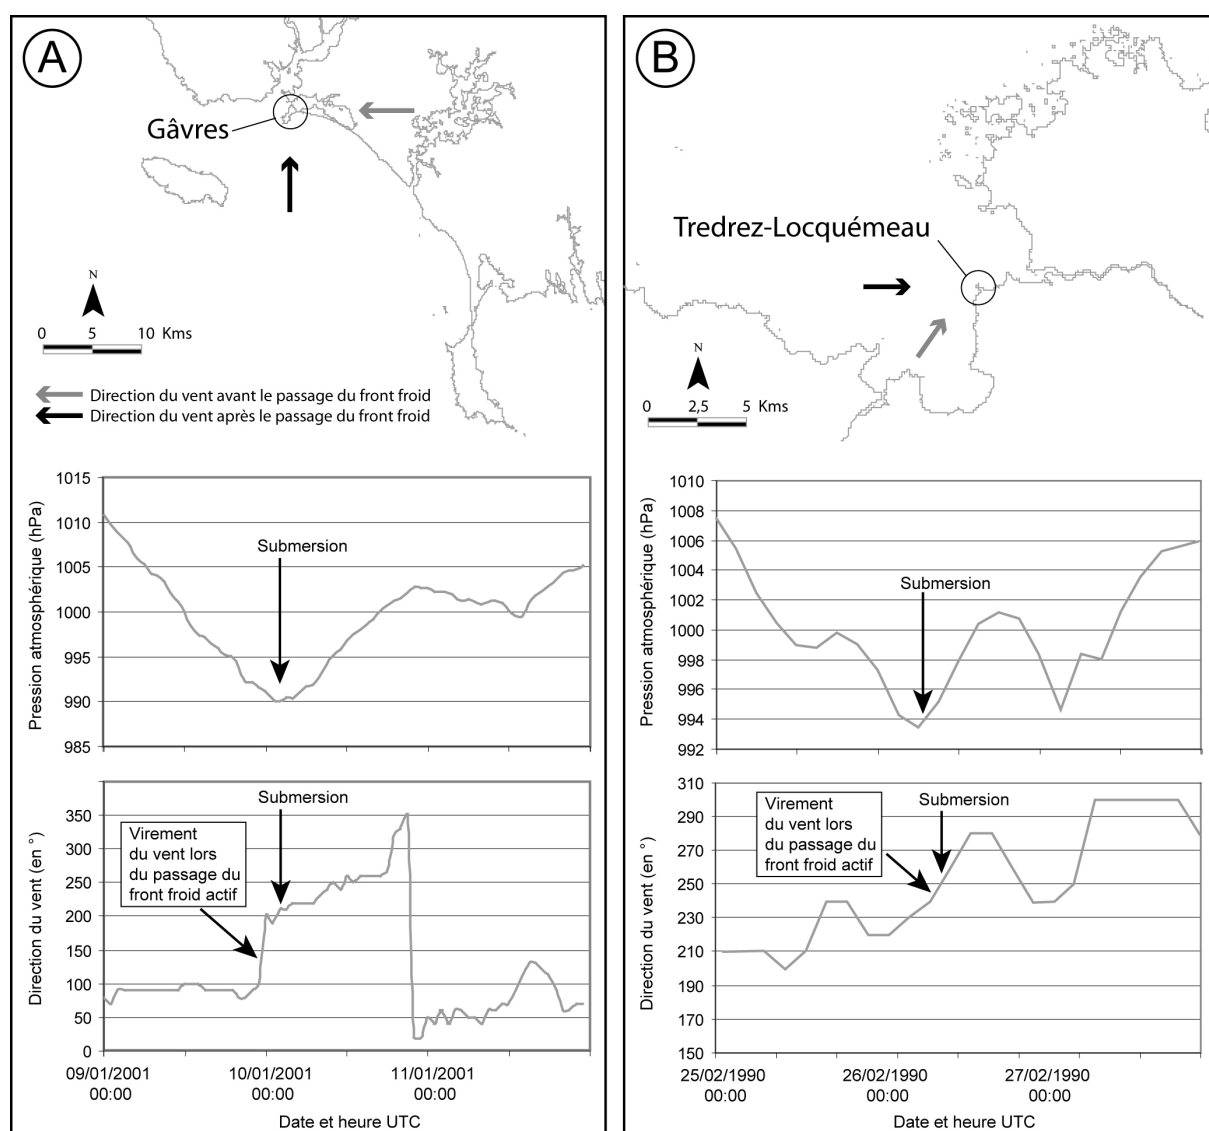 A
Gâvres
N
0 5 10 Kms
Direction du vent avant le passage du front froid
Direction du vent après le passage du front froid
Pression atmosphérique (hPa)
1015
1010
1005
1000
995
990
985
Submersion
Direction du vent (en °)
350
300
250
200
150
100
50
0
Submersion
Virement
du vent lors
du passage du
front froid actif
09/01/2001 10/01/2001 11/01/2001
00:00 00:00 00:00
Date et heure UTC
B
Tredrez-Locquémeau
N
0 2,5 5 Kms
Pression atmosphérique (hPa)
1010
1008
1006
1004
1002
1000
998
996
994
992
Submersion
Direction du vent (en °)
310
290
270
250
230
210
190
170
150
Virement
du vent lors
du passage du
front froid actif
Submersion
25/02/1990 26/02/1990 27/02/1990
00:00 00:00 00:00
Date et heure UTC